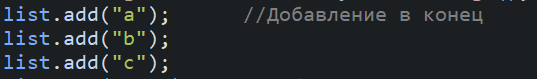 list.add("a");        //Добавление в конец
list.add("b");
list.add("c");